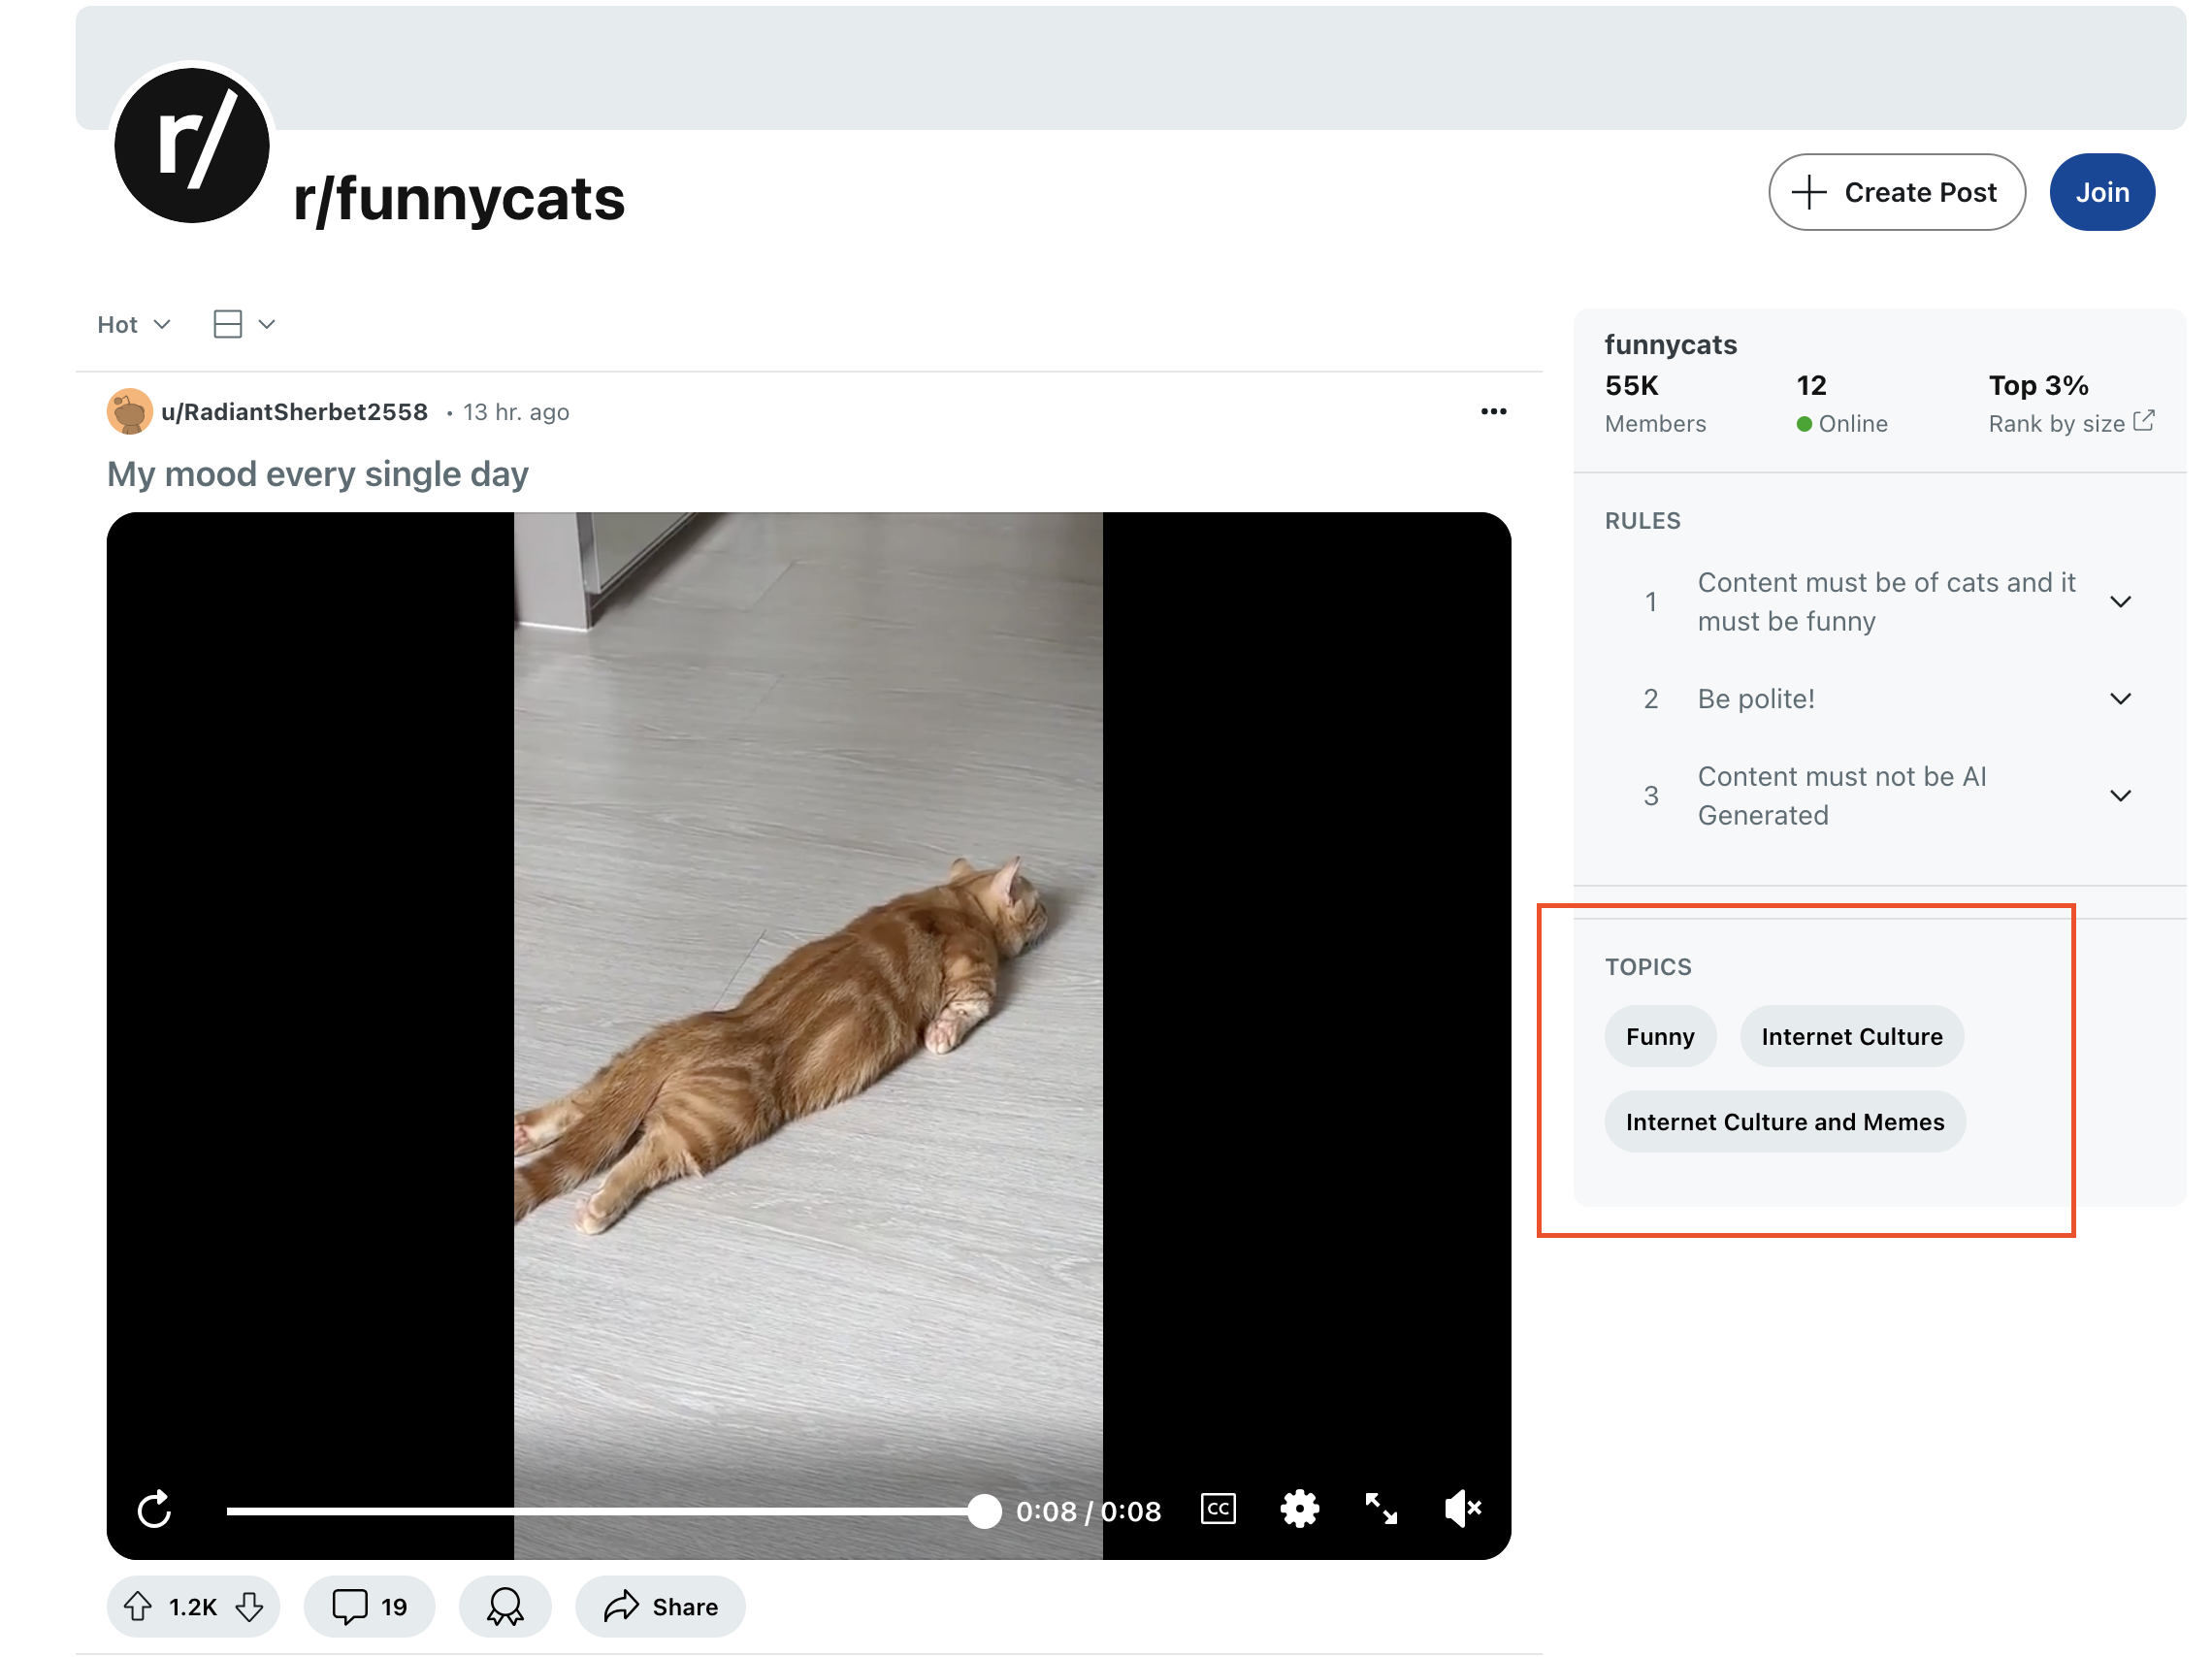 r/
r/funnycats
Create Post
Join
Hot
u/RadiantSherbet2558 • 13 hr. ago
My mood every single day
0:08 / 0:08
CC
1.2K
19
Share
funnycats
55K
Members
12
Online
Top 3%
Rank by size
RULES
1
Content must be of cats and it
must be funny
2
Be polite!
3
Content must not be AI
Generated
TOPICS
Funny
Internet Culture
Internet Culture and Memes